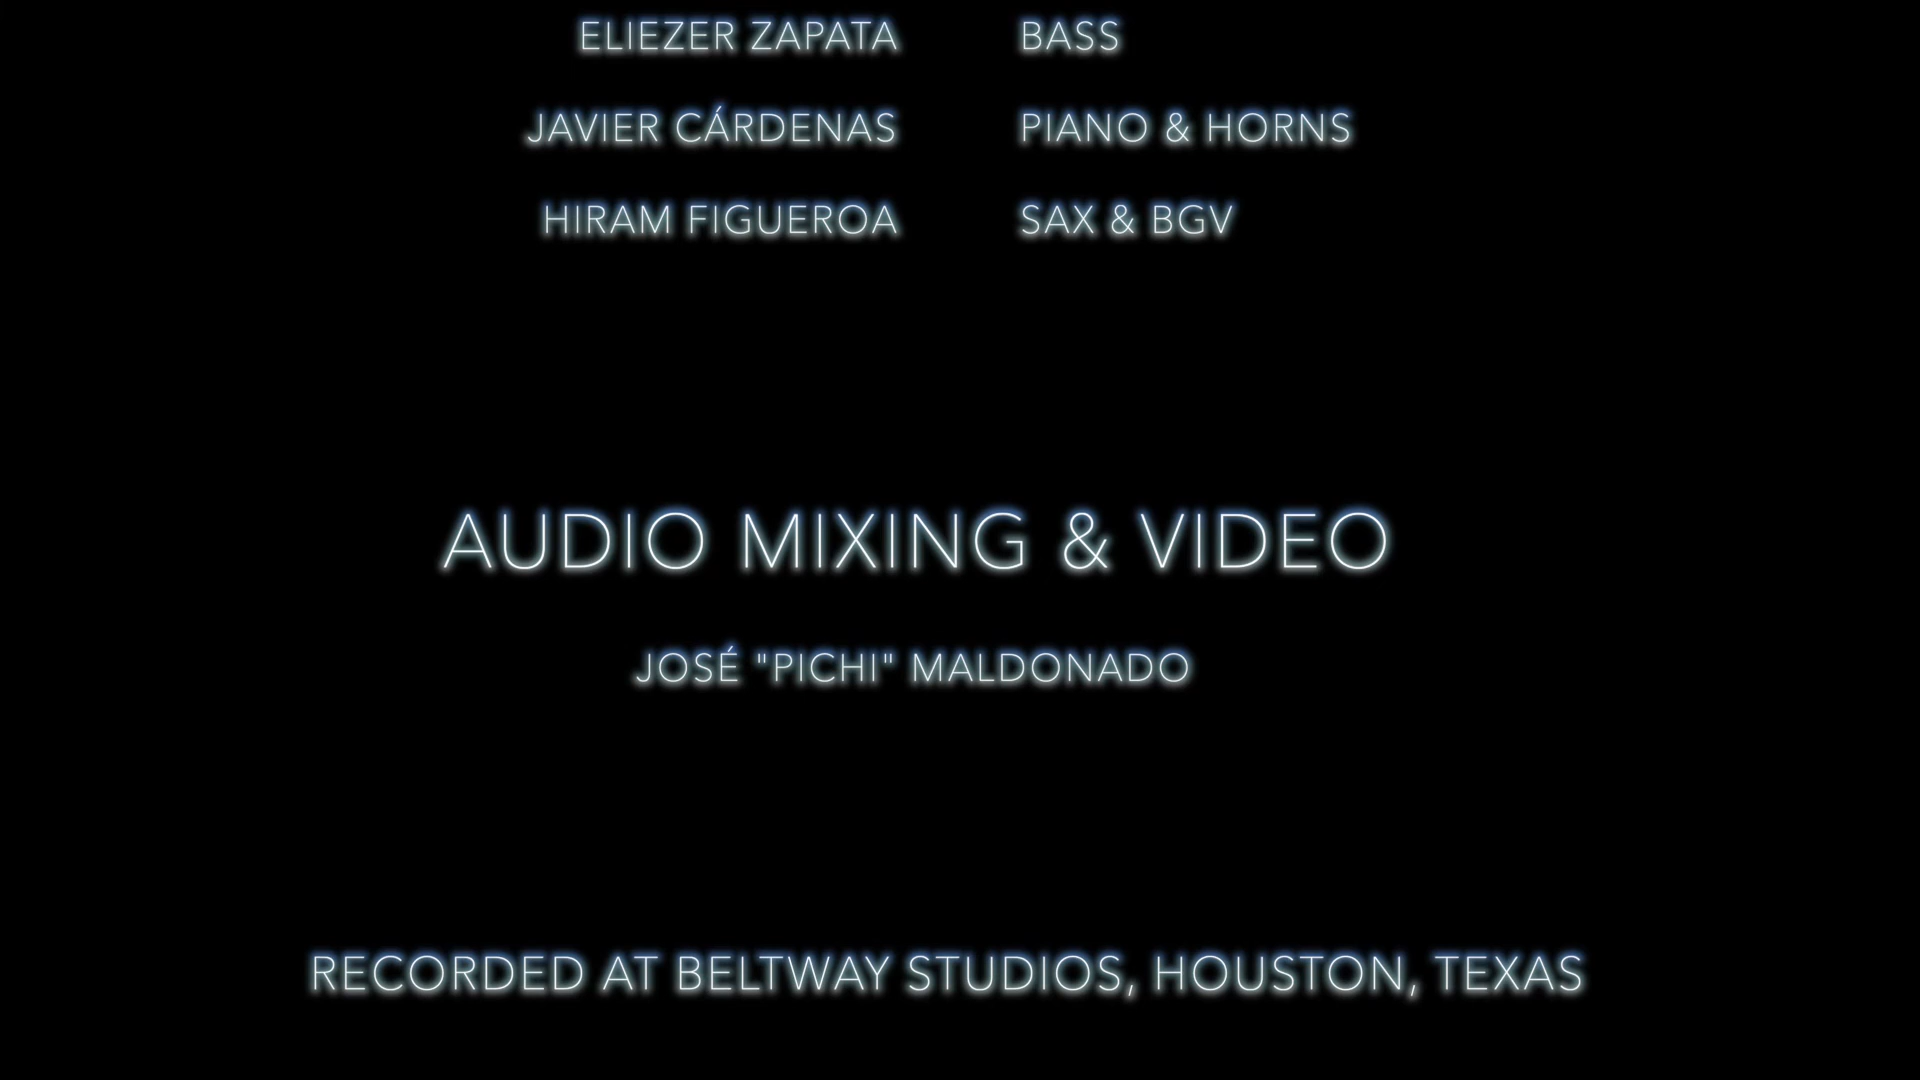 ELIEZER ZAPATA BASS
JAVIER CÁRDENAS PIANO & HORNS
HIRAM FIGUEROA SAX & BGV
AUDIO MIXING & VIDEO
JOSÉ "PICHI" MALDONADO
RECORDED AT BELTWAY STUDIOS, HOUSTON, TEXAS